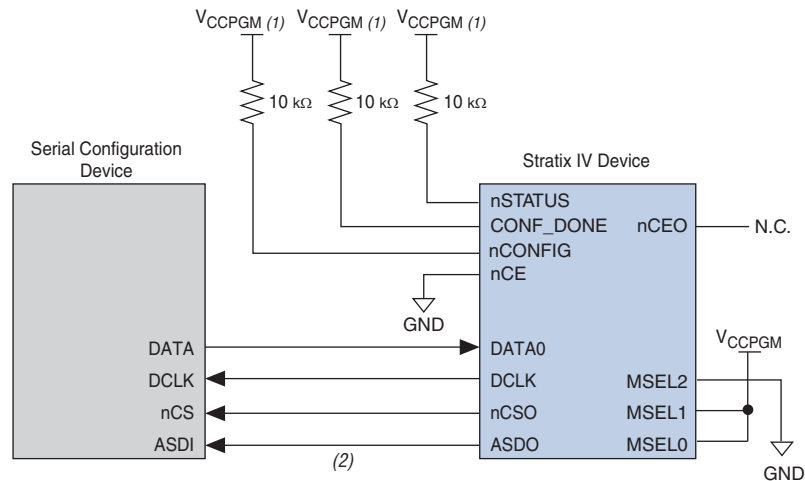 VCCPGM (1) VCCPGM (1) VCCPGM (1)
10 kΩ 10 kΩ 10 kΩ
Serial Configuration
Device
Stratix IV Device
nSTATUS
CONF_DONE nCEO N.C.
nCONFIG
nCE
GND
VCCPGM
DATA DATA0
DCLK DCLK MSEL2
nCS nCSO MSEL1
ASDI (2) ASDO MSEL0
GND